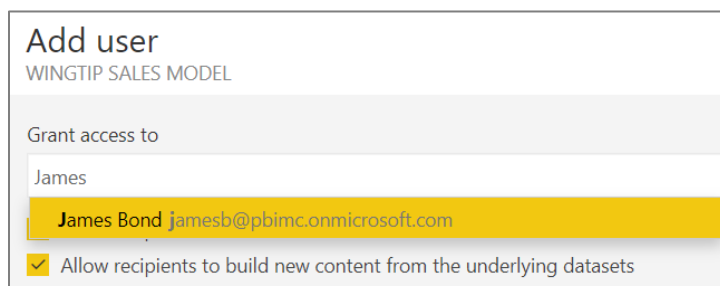 Add user
WINGTIP SALES MODEL
Grant access to
James
James Bond jamesb@pbimc.onmicrosoft.com
Allow recipients to build new content from the underlying datasets